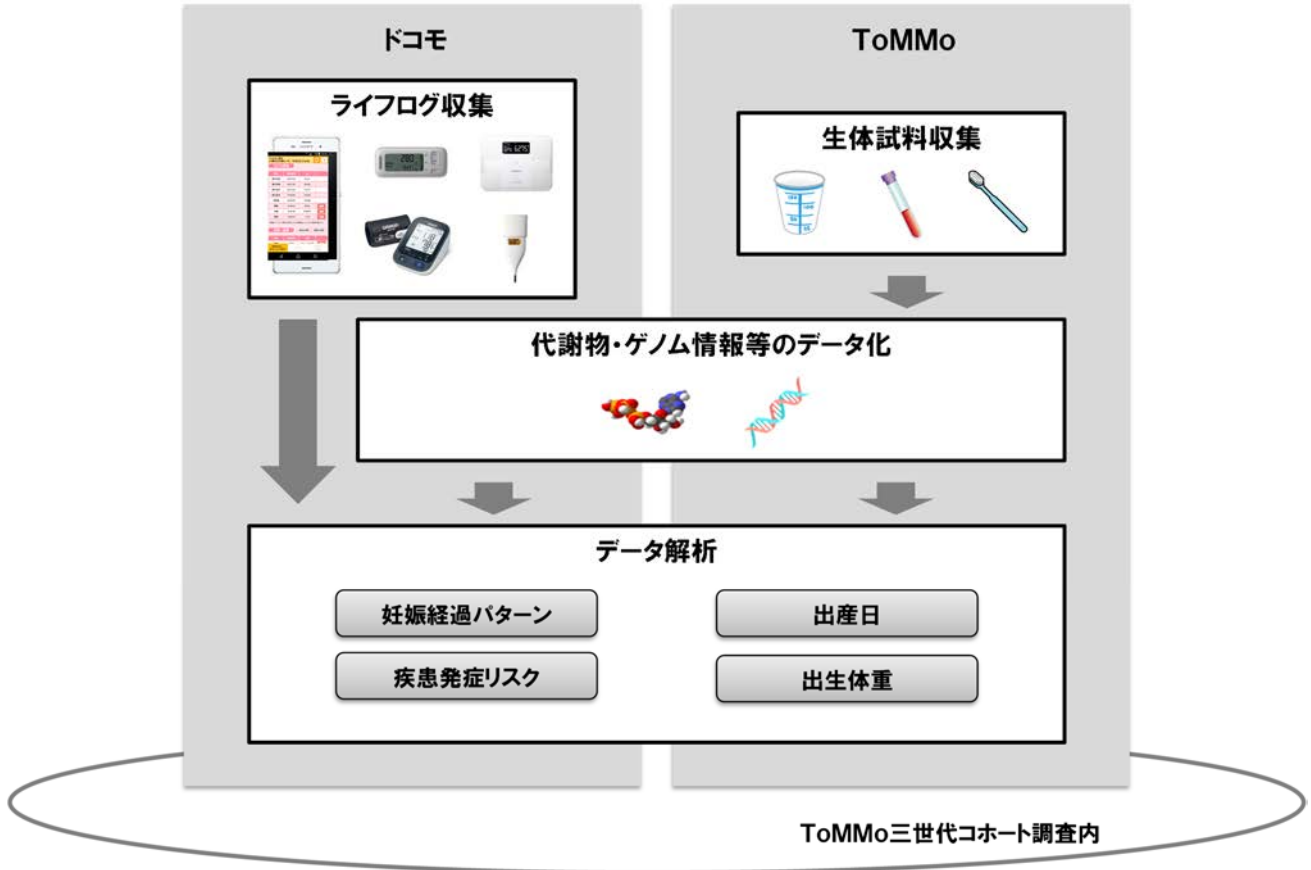 ドコモ
ToMMo
ライフログ収集
生体試料収集
代謝物・ゲノム情報等のデータ化
データ解析
妊娠経過パターン
出産日
疾患発症リスク
出生体重
ToMMo三世代コホート調査内